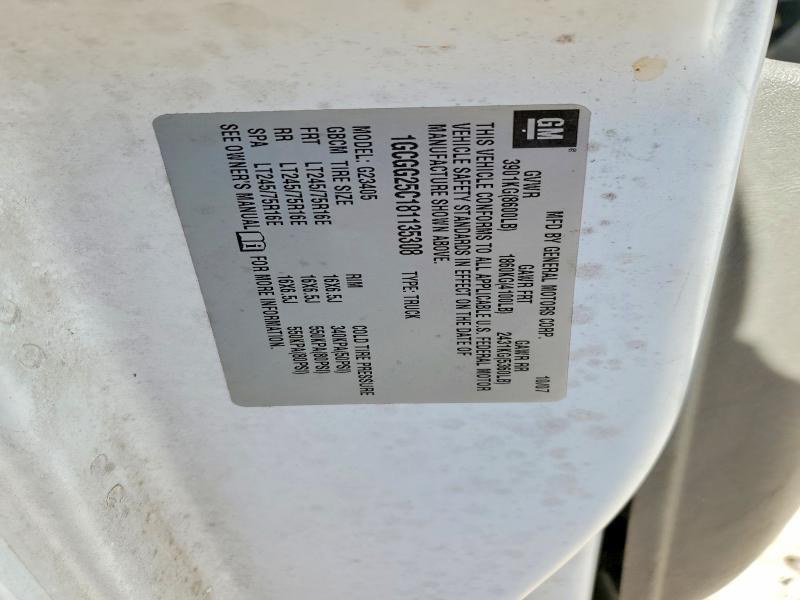 GM®
MFD BY GENERAL MOTORS CORP. 10/07
GVWR GAWR FRT GAWR RR
3901KG(8600LB) 1860KG(4100LB) 2431KG(5360LB)
THIS VEHICLE CONFORMS TO ALL APPLICABLE U.S. FEDERAL MOTOR
VEHICLE SAFETY STANDARDS IN EFFECT ON THE DATE OF
MANUFACTURE SHOWN ABOVE.
1GCGG25C181135308 TYPE: TRUCK
MODEL: G23405
GBCM TIRE SIZE RIM COLD TIRE PRESSURE
FRT LT245/75R16E 16X6.5J 340KPA(50PSI)
RR LT245/75R16E 16X6.5J 550KPA(80PSI)
SPA LT245/75R16E 16X6.5J 550KPA(80PSI)
SEE OWNER'S MANUAL FOR MORE INFORMATION.